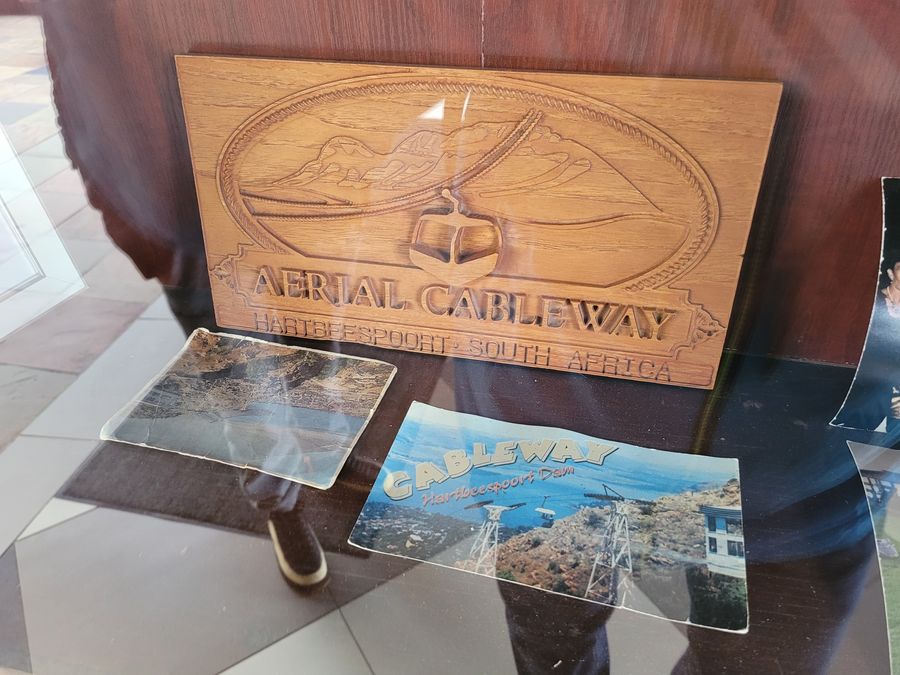 AERIAL CABLEWAY
HARTBEESPOORT · SOUTH AFRICA
CABLEWAY
Hartbeespoort Dam